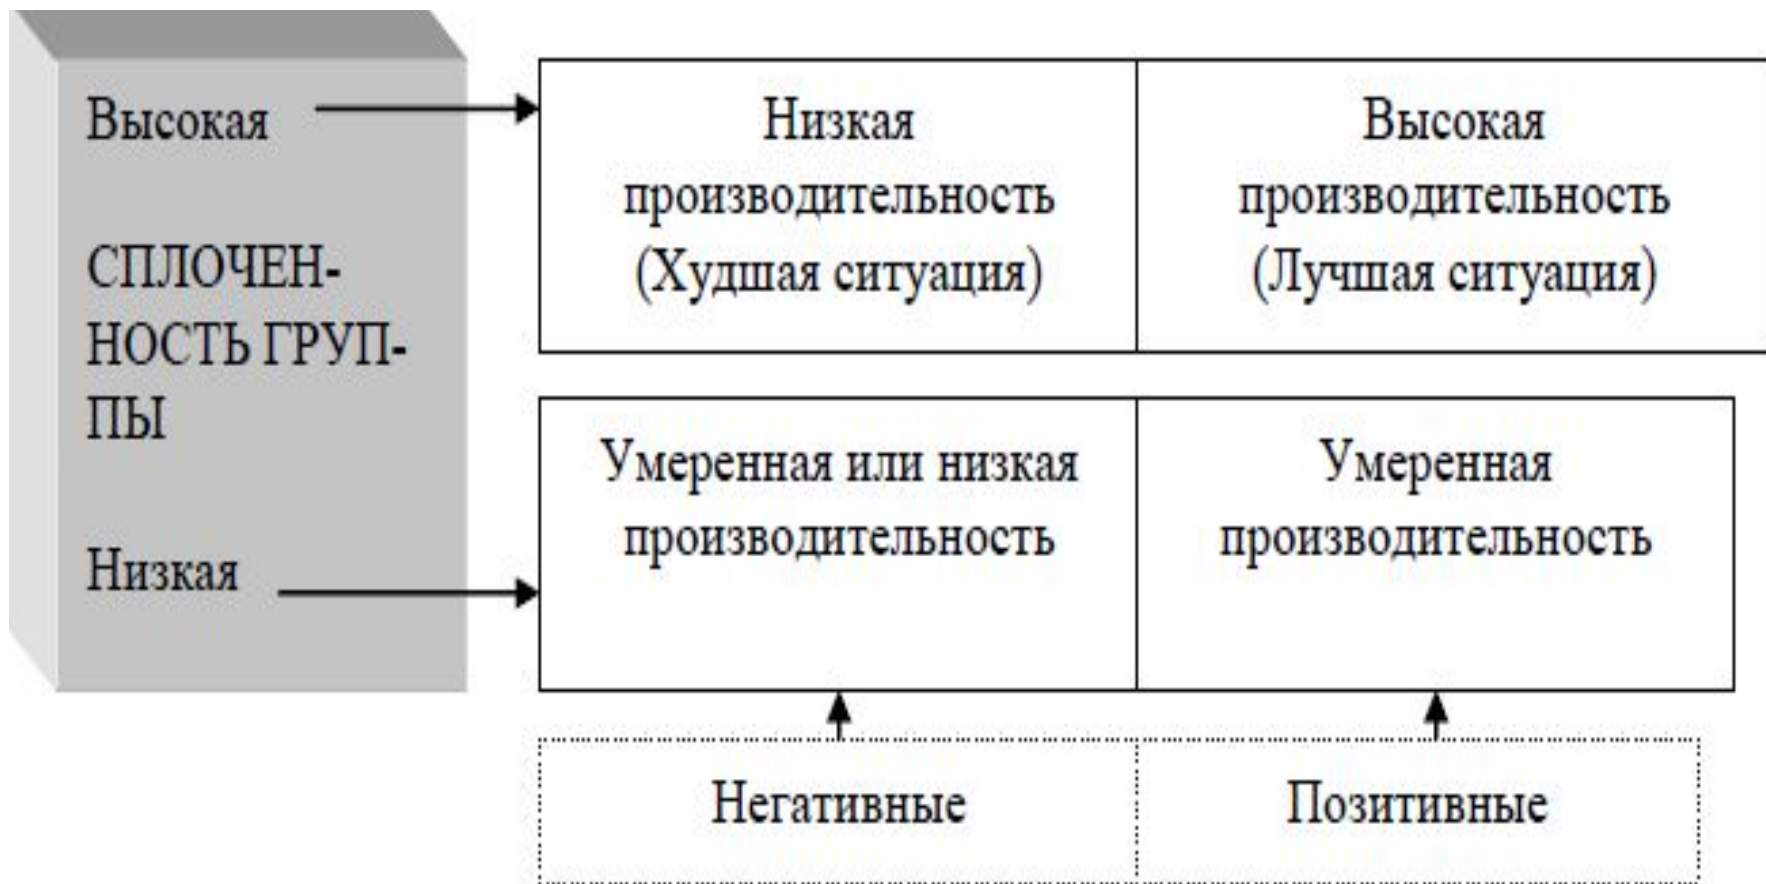 Высокая
СПЛОЧЕН-
НОСТЬ ГРУП-
ПЫ
Низкая
Низкая
производительность
(Худшая ситуация)
Высокая
производительность
(Лучшая ситуация)
Умеренная или низкая
производительность
Умеренная
производительность
Негативные
Позитивные